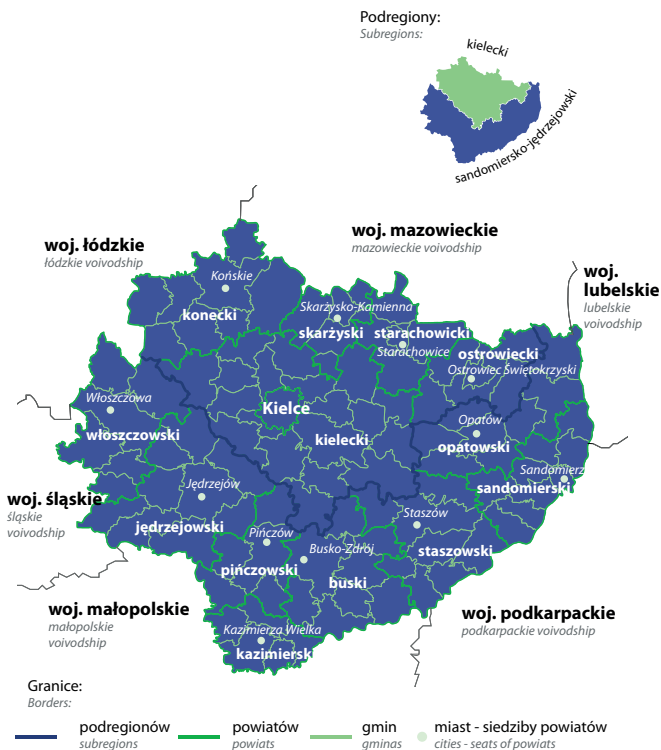 Podregiony:
Subregions:
kielecki
sandomiersko-jędrzejowski
woj. łódzkie
łódzkie voivodship
woj. mazowieckie
mazowieckie voivodship
woj.
lubelskie
lubelskie
voivodship
Końskie
konecki
Skarżysko-Kamienna
skarżyski
starachowicki
Starachowice
ostrowiecki
Ostrowiec Świętokrzyski
Włoszczowa
włoszczowski
Kielce
kielecki
Opatów
opatowski
Sandomierz
sandomierski
woj. śląskie
śląskie
voivodship
Jędrzejów
jędrzejowski
Staszów
staszowski
Pińczów
pińczowski
Busko-Zdrój
buski
woj. małopolskie
małopolskie
voivodship
Kazimierza Wielka
kazimiersk
woj. podkarpackie
podkarpackie voivodship
Granice:
Borders:
podregionów
subregions
powiatów
powiats
gmin
gminas
miast - siedziby powiatów
cities - seats of powiats